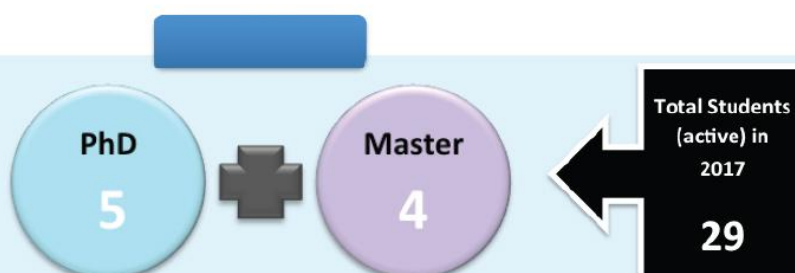 PhD
5
Master
4
Total Students
(active) in
2017
29